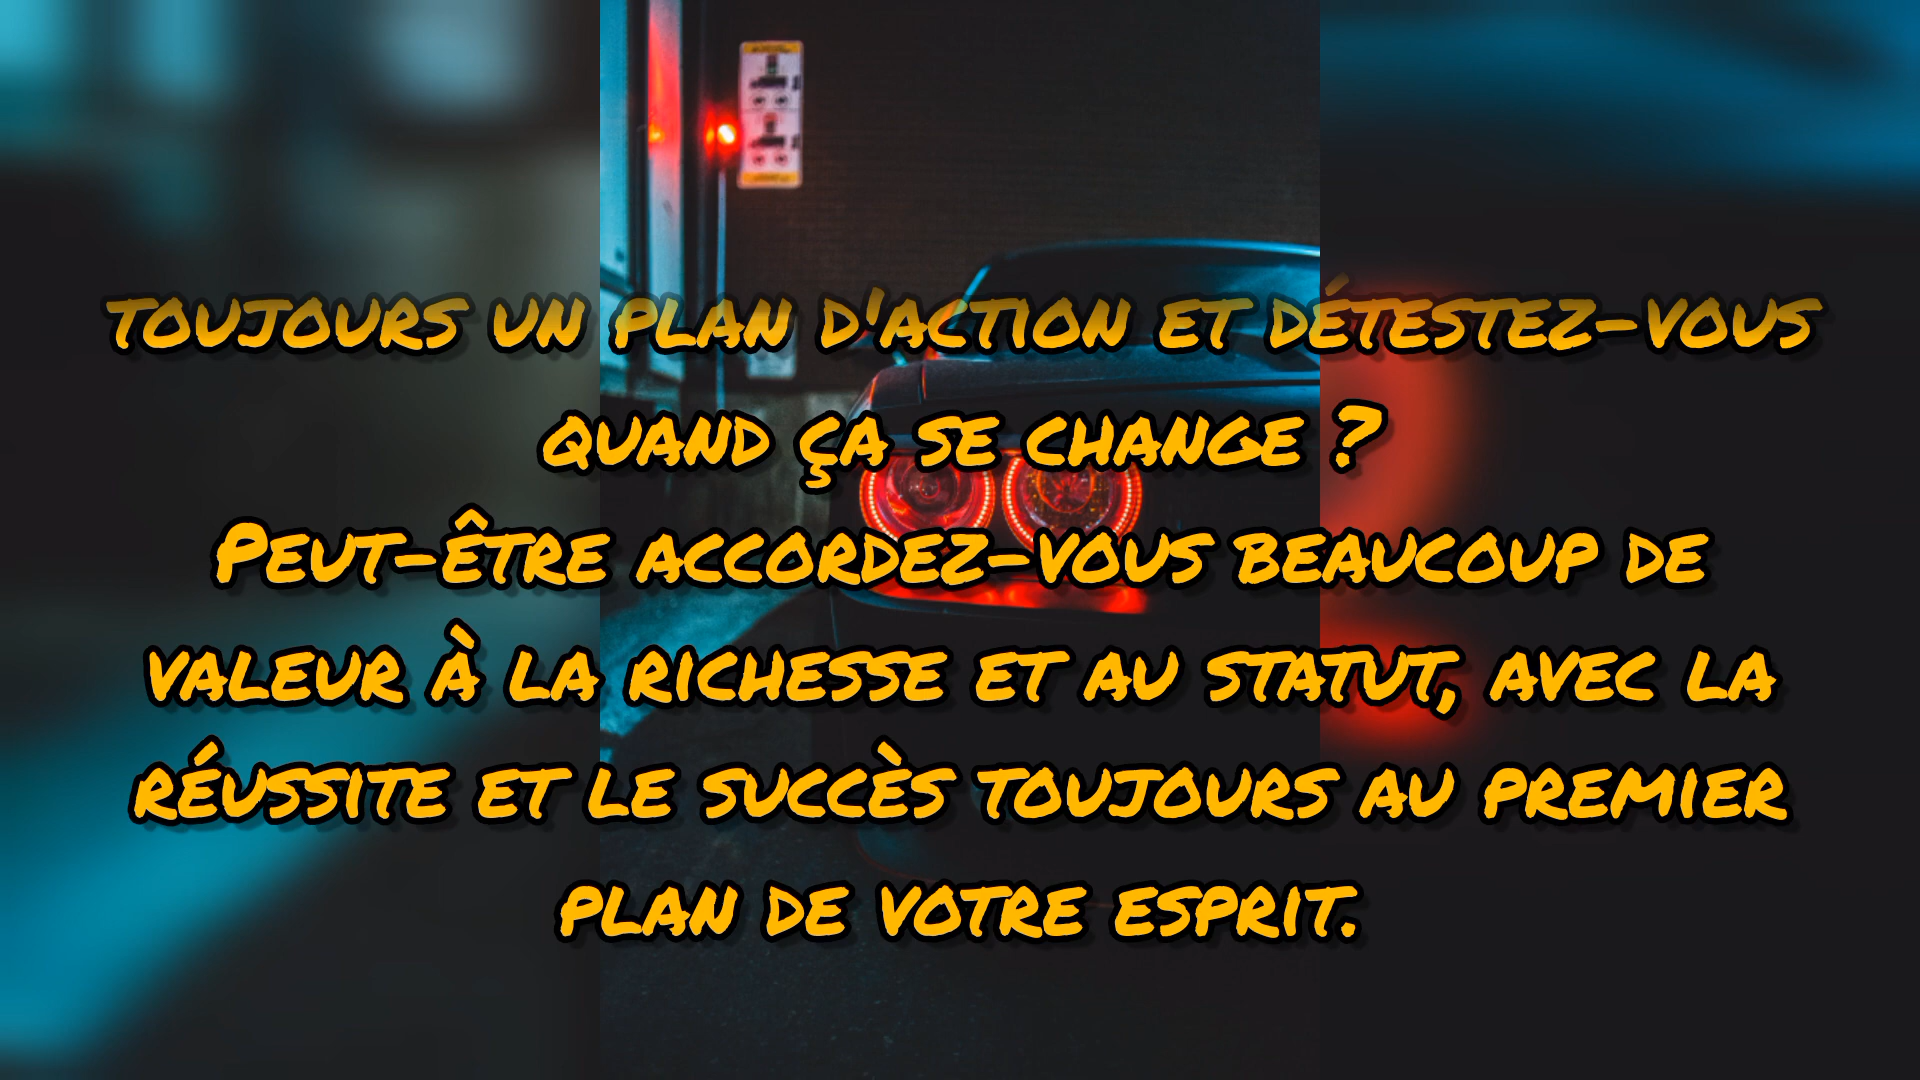 toujours un plan d'action et détestez-vous
quand ça se change ?
Peut-être accordez-vous beaucoup de
valeur à la richesse et au statut, avec la
réussite et le succès toujours au premier
plan de votre esprit.